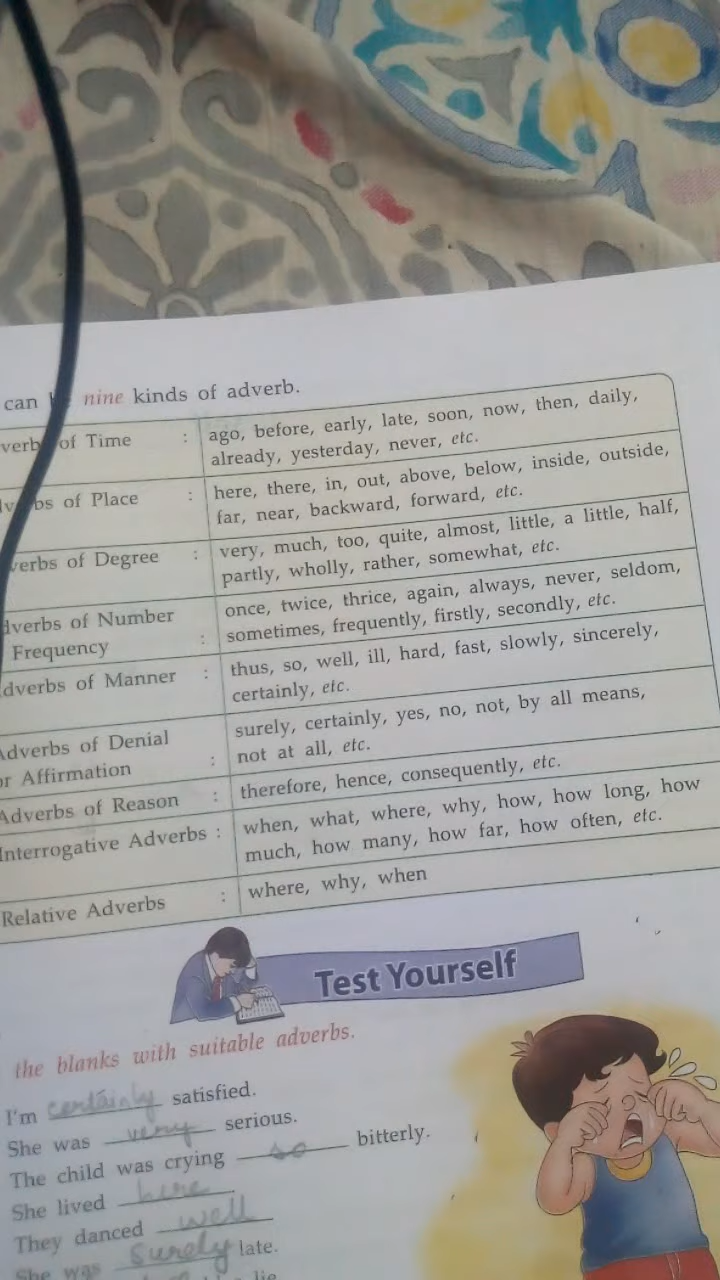 can nine kinds of adverb.
verb of Time : ago, before, early, late, soon, now, then, daily,
already, yesterday, never, etc.
bs of Place : here, there, in, out, above, below, inside, outside,
far, near, backward, forward, etc.
verbs of Degree : very, much, too, quite, almost, little, a little, half,
partly, wholly, rather, somewhat, etc.
dverbs of Number
Frequency : once, twice, thrice, again, always, never, seldom,
sometimes, frequently, firstly, secondly, etc.
dverbs of Manner : thus, so, well, ill, hard, fast, slowly, sincerely,
certainly, etc.
Adverbs of Denial
or Affirmation : surely, certainly, yes, no, not, by all means,
not at all, etc.
Adverbs of Reason : therefore, hence, consequently, etc.
Interrogative Adverbs : when, what, where, why, how, how long, how
much, how many, how far, how often, etc.
Relative Adverbs : where, why, when
Test Yourself
the blanks with suitable adverbs.
I'm certainly satisfied.
She was very serious.
The child was crying so bitterly.
She lived here
They danced well
She was Surely late.
lie